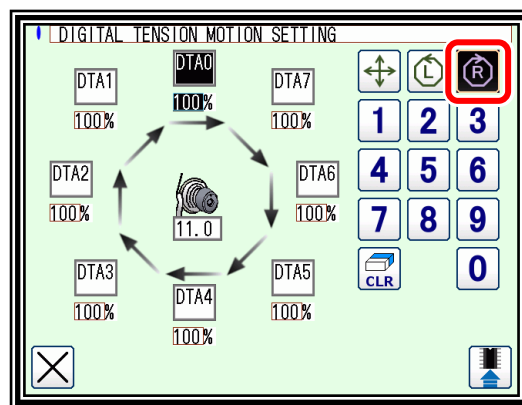 DIGITAL TENSION MOTION SETTING
DTA0
100%
DTA1
100%
DTA7
100%
DTA2
100%
DTA6
100%
11.0
DTA3
100%
DTA5
100%
DTA4
100%
L
R
1 2 3
4 5 6
7 8 9
CLR
0